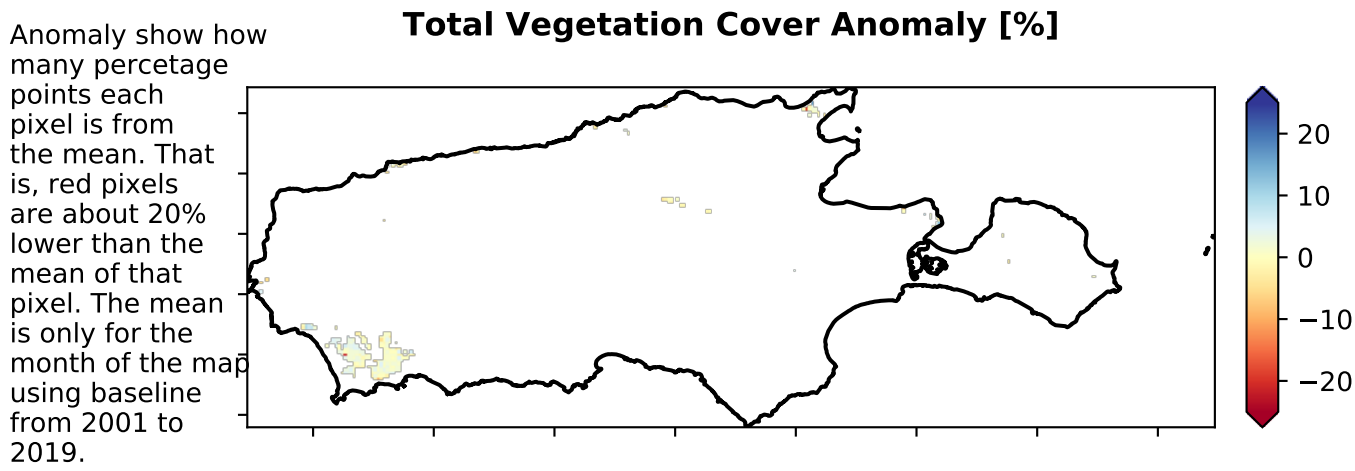 Total Vegetation Cover Anomaly [%]
Anomaly show how
many percetage
points each
pixel is from
the mean. That
is, red pixels
are about 20%
lower than the
mean of that
pixel. The mean
is only for the
month of the map
using baseline
from 2001 to
2019.
20
10
0
−10
−20